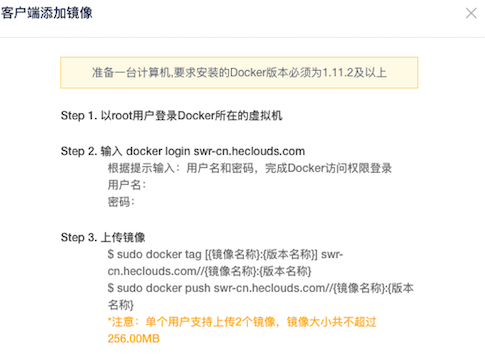 客户端添加镜像
准备一台计算机,要求安装的Docker版本必须为1.11.2及以上
Step 1. 以root用户登录Docker所在的虚拟机
Step 2. 输入 docker login swr-cn.heclouds.com
根据提示输入：用户名和密码，完成Docker访问权限登录
用户名：
密码：
Step 3. 上传镜像
$ sudo docker tag [{镜像名称}:{版本名称}] swr-
cn.heclouds.com//{镜像名称}:{版本名称}
$ sudo docker push swr-cn.heclouds.com//{镜像名称}:{版本
名称}
*注意：单个用户支持上传2个镜像，镜像大小共不超过
256.00MB